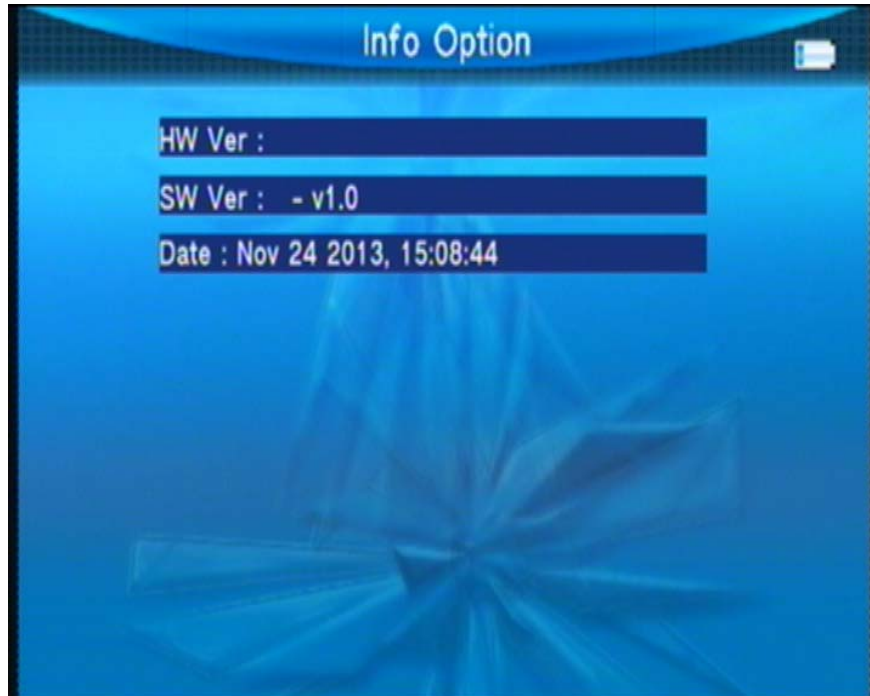 Info Option
HW Ver :
SW Ver : - v1.0
Date : Nov 24 2013, 15:08:44